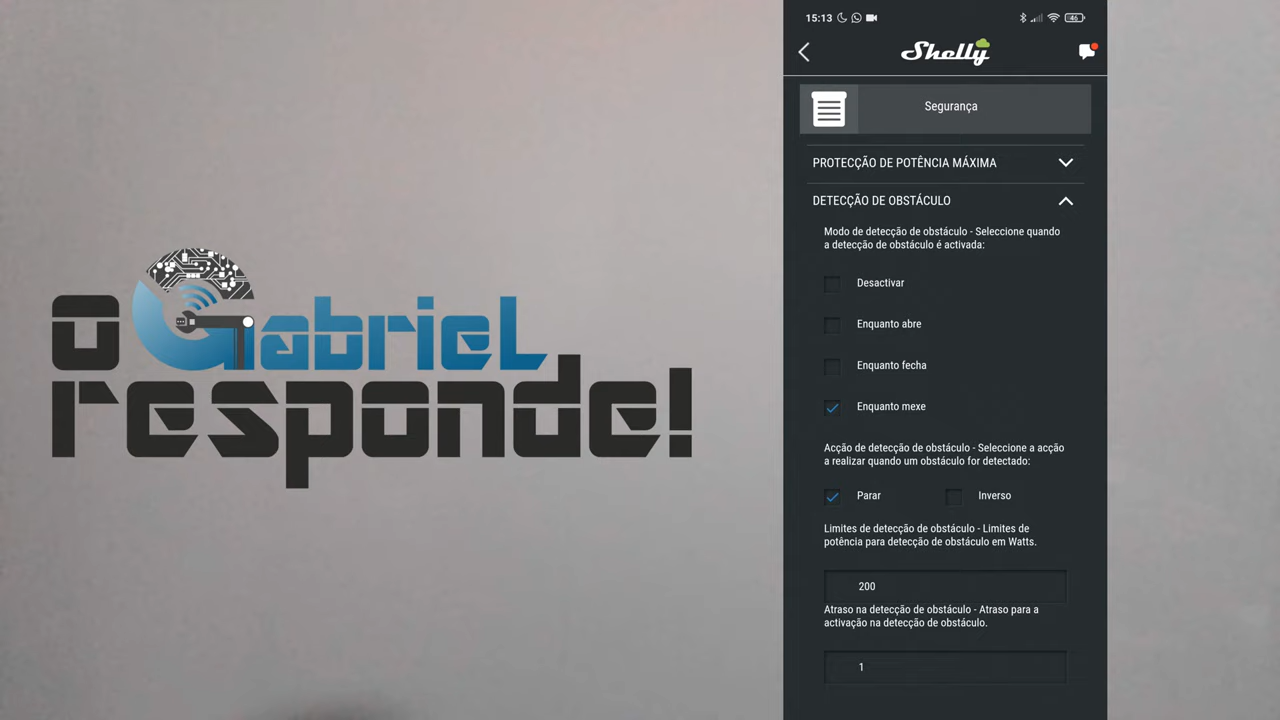 O Gabriel
responde!
15:13
46
Shelly
Segurança
PROTECÇÃO DE POTÊNCIA MÁXIMA
DETECÇÃO DE OBSTÁCULO
Modo de detecção de obstáculo - Seleccione quando
a detecção de obstáculo é activada:
Desactivar
Enquanto abre
Enquanto fecha
Enquanto mexe
Acção de detecção de obstáculo - Seleccione a acção
a realizar quando um obstáculo for detectado:
Parar Inverso
Limites de detecção de obstáculo - Limites de
potência para detecção de obstáculo em Watts.
200
Atraso na detecção de obstáculo - Atraso para a
activação na detecção de obstáculo.
1